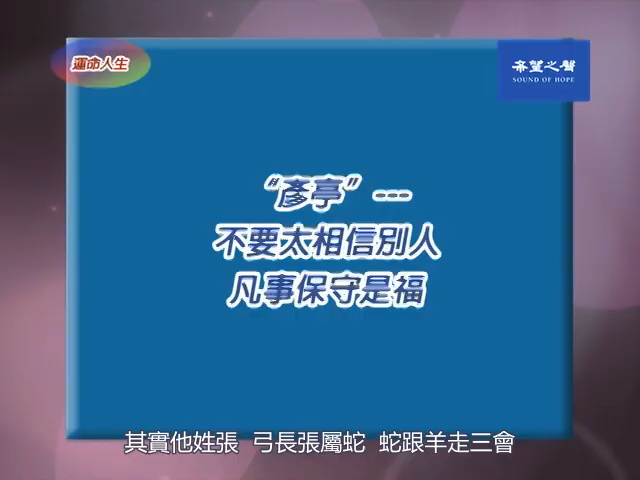 運命人生
希望之聲
SOUND OF HOPE
"彥亭" ---
不要太相信別人
凡事保守是福
其實他姓張 弓長張屬蛇 蛇跟羊走三會